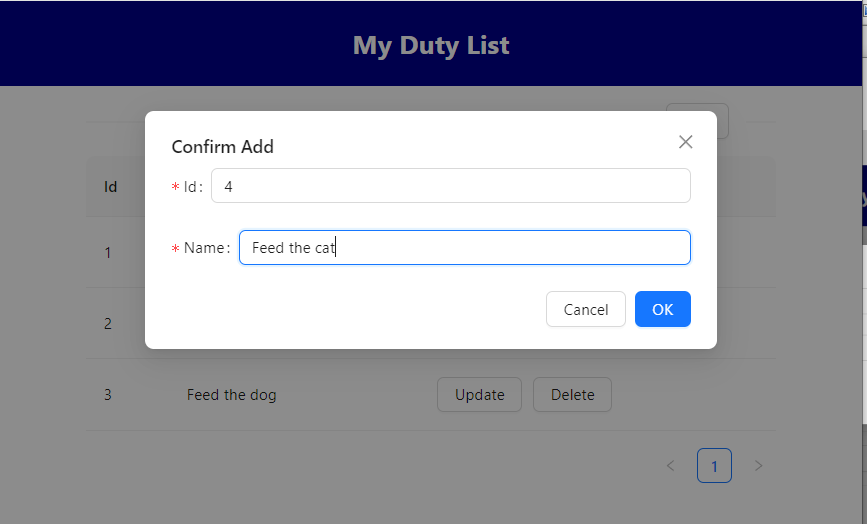 My Duty List
Confirm Add
* Id: 4
* Name: Feed the cat
Cancel OK
Id
1
2
3 Feed the dog Update Delete
< 1 >